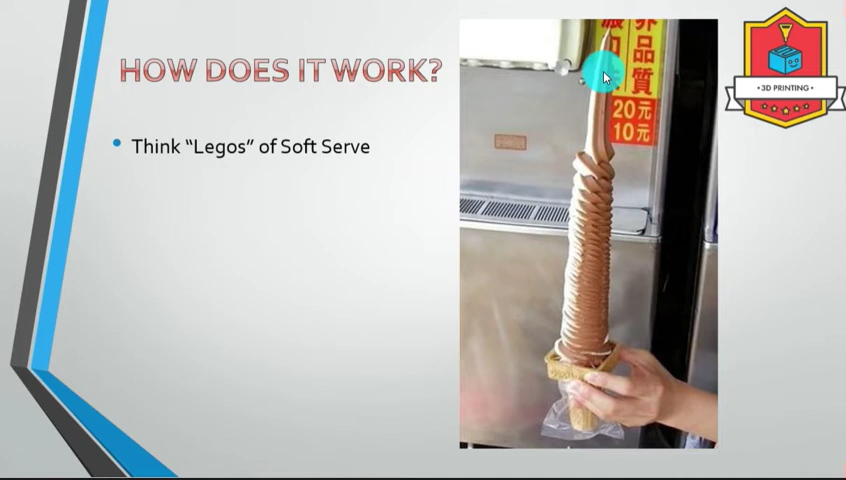 HOW DOES IT WORK?
Think “Legos” of Soft Serve
品
質
20元
10元
• 3D PRINTING •